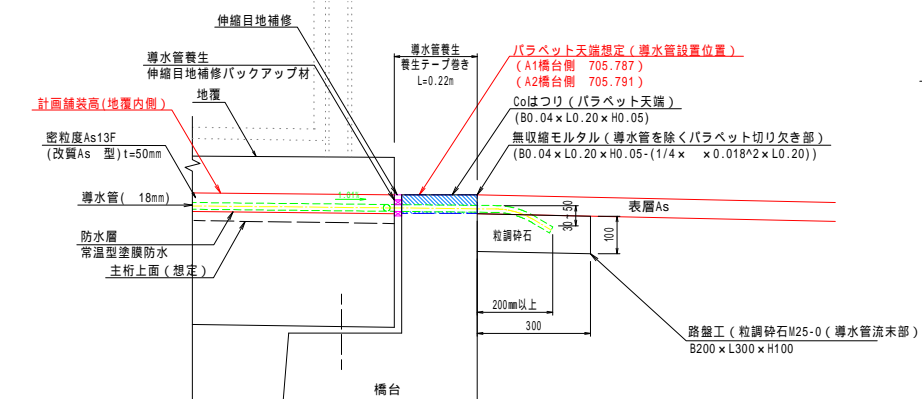 伸縮目地補修
導水管養生
伸縮目地補修バックアップ材
地覆
計画舗装高(地覆内側)
密粒度As13F
(改質As 型)t=50mm
導水管( 18mm)
防水層
常温型塗膜防水
主桁上面(想定)
導水管養生
養生テープ巻き
L=0.22m
パラペット天端想定(導水管設置位置)
(A1橋台側 705.787)
(A2橋台側 705.791)
Coはつり(パラペット天端)
(B0.04×L0.20×H0.05)
無収縮モルタル(導水管を除くパラペット切り欠き部)
(B0.04×L0.20×H0.05-(1/4× ×0.018^2×L0.20))
表層As
30~50
100
粒調砕石
200mm以上
300
路盤工(粒調砕石M25-0(導水管流末部)
B200×L300×H100
橋台